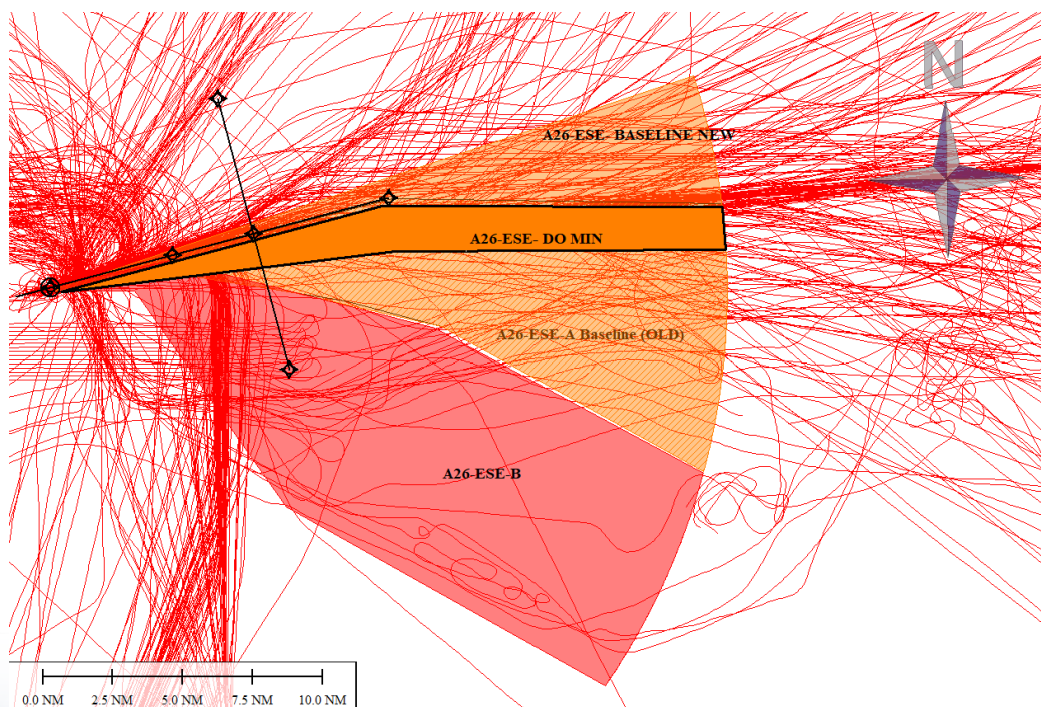 N
A26-ESE- BASELINE NEW
A26-ESE- DO MIN
A26-ESE-A Baseline (OLD)
A26-ESE-B
0.0 NM 2.5 NM 5.0 NM 7.5 NM 10.0 NM